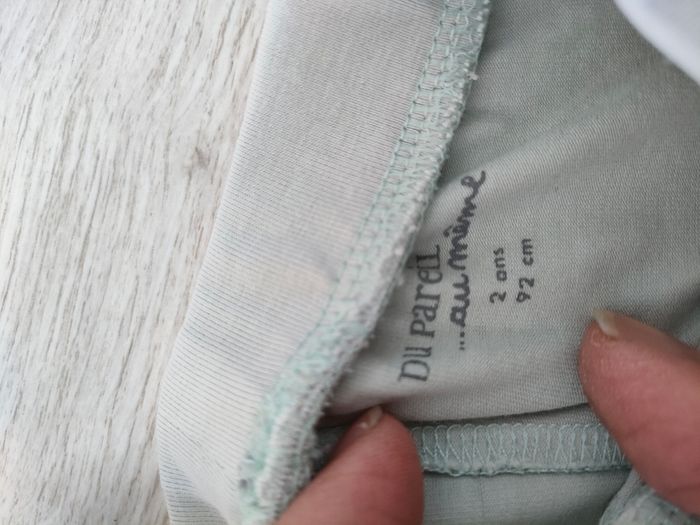 DU PAREIL
...au même
2 ans
92 cm